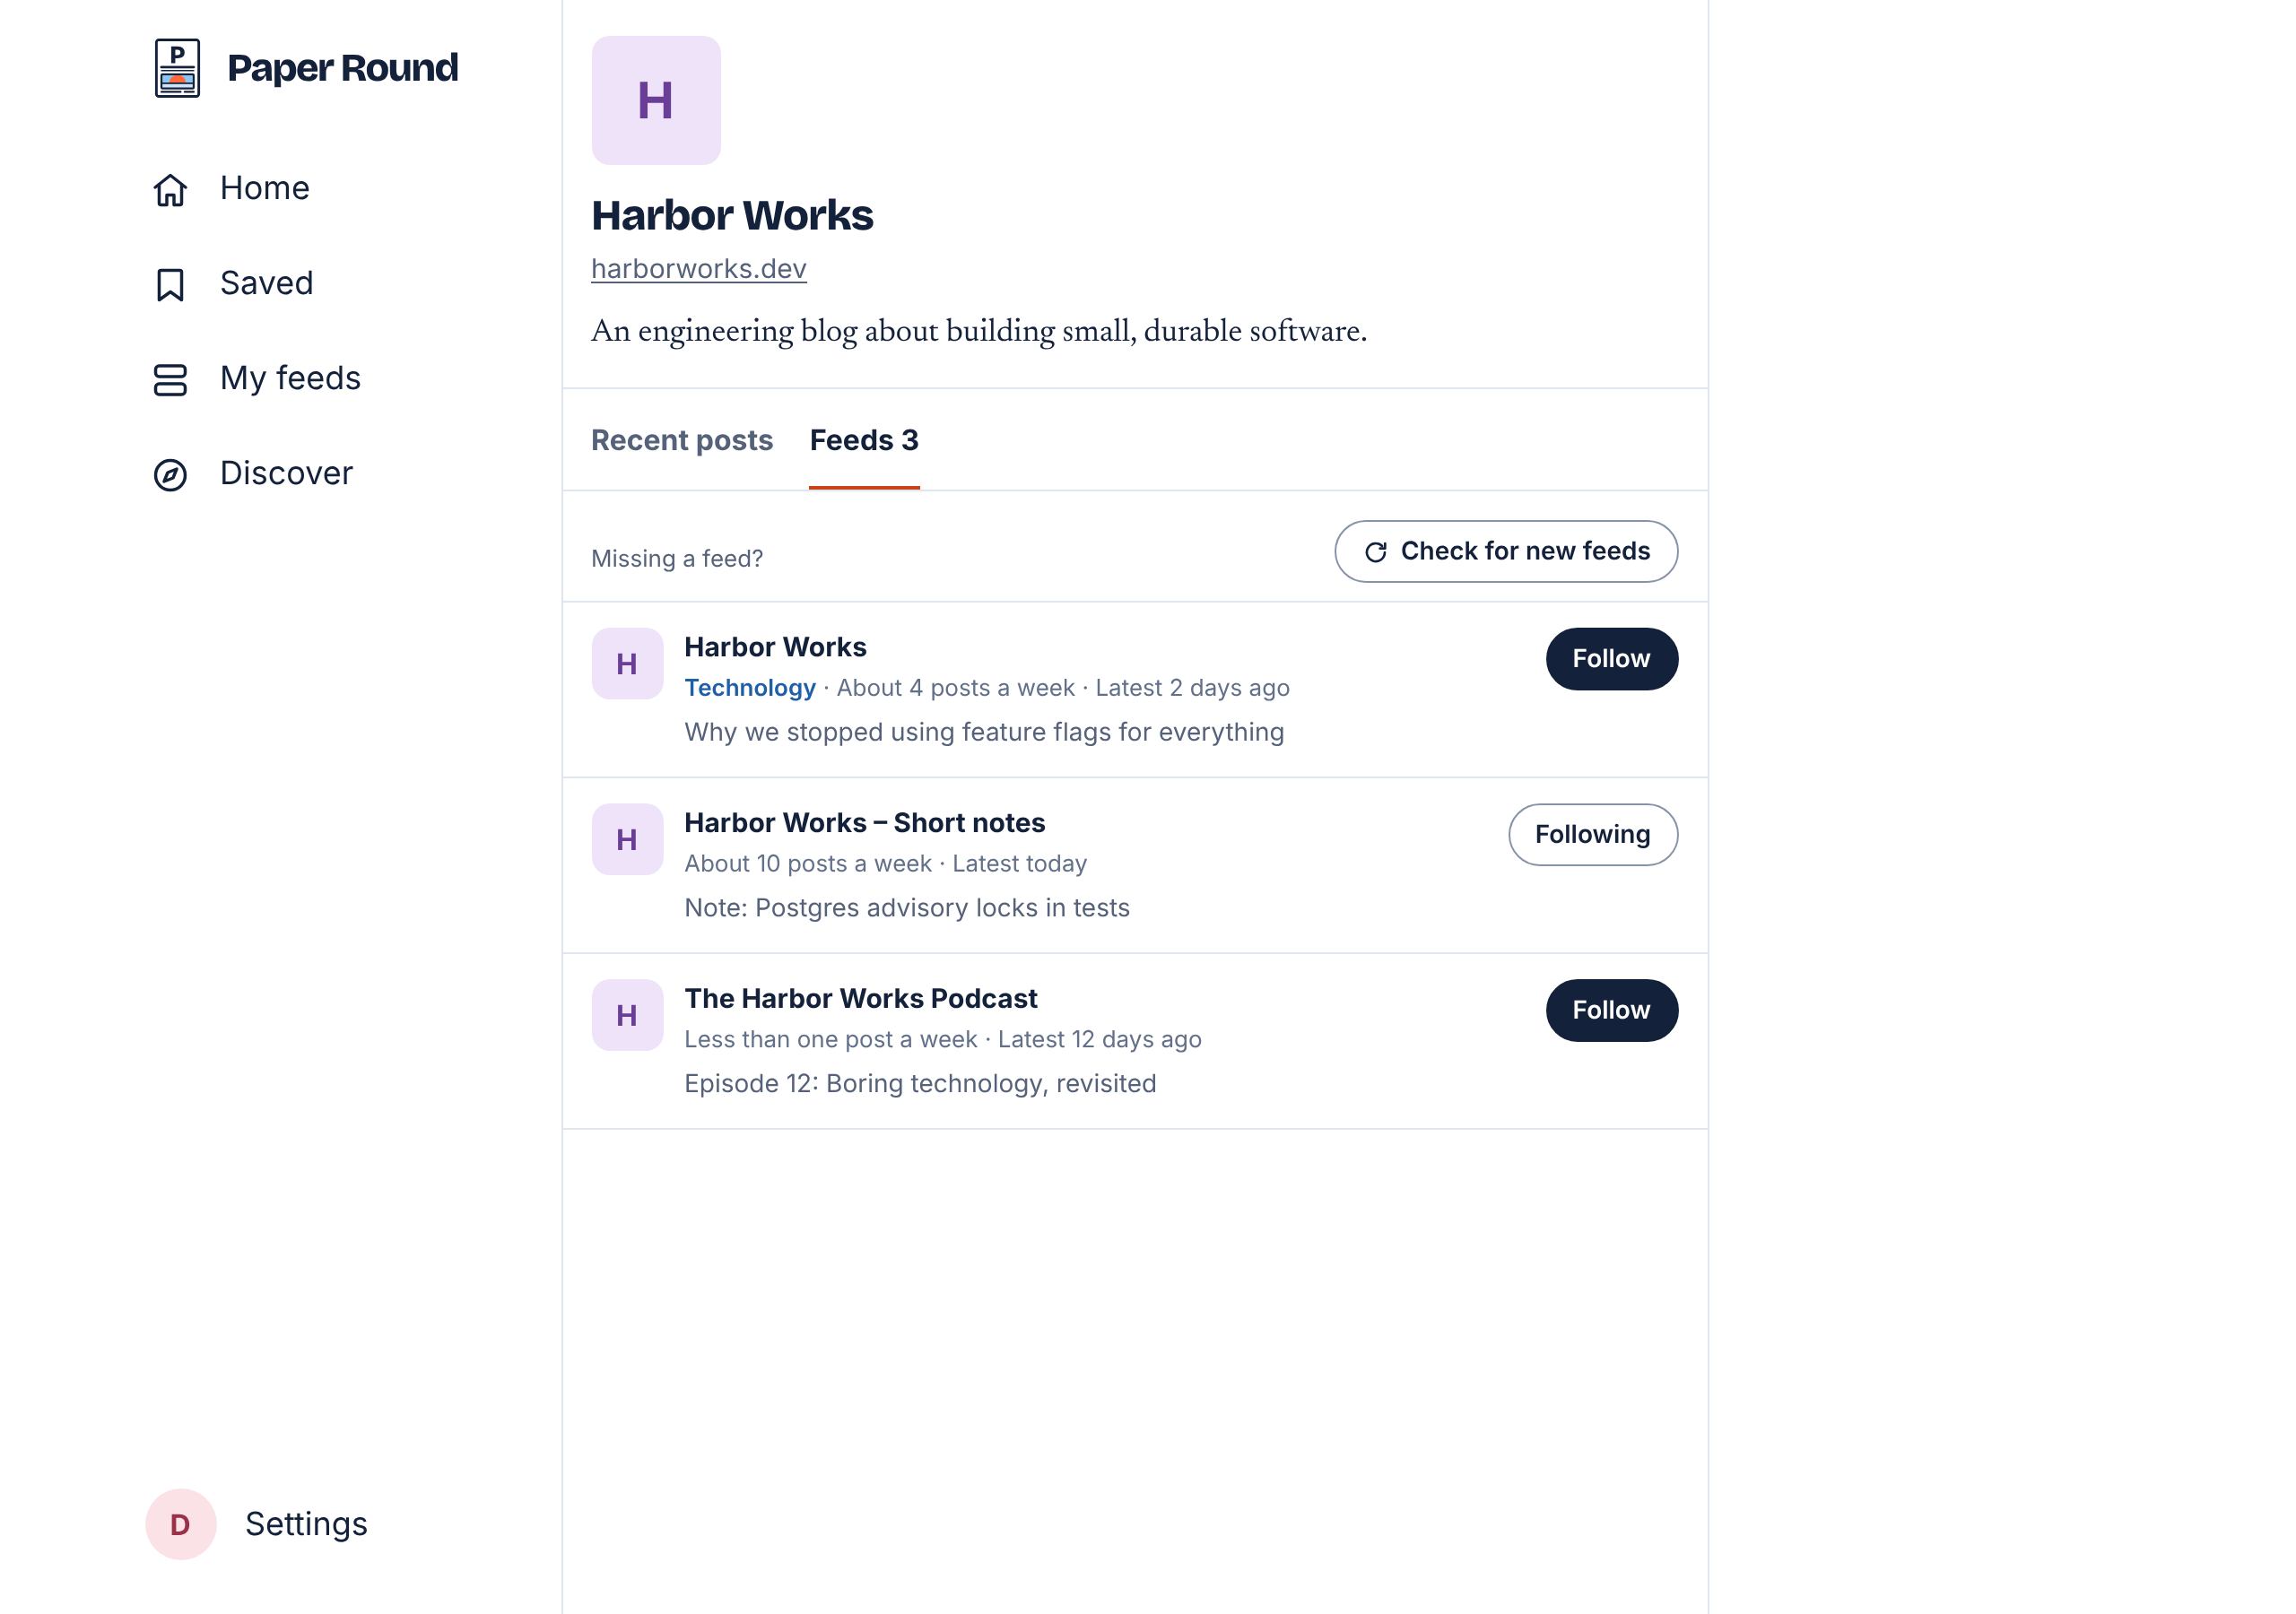 P
Paper Round
Home
Saved
My feeds
Discover
D
Settings
H
Harbor Works
harborworks.dev
An engineering blog about building small, durable software.
Recent posts
Feeds 3
Missing a feed?
Check for new feeds
H
Harbor Works
Technology · About 4 posts a week · Latest 2 days ago
Why we stopped using feature flags for everything
Follow
H
Harbor Works – Short notes
About 10 posts a week · Latest today
Note: Postgres advisory locks in tests
Following
H
The Harbor Works Podcast
Less than one post a week · Latest 12 days ago
Episode 12: Boring technology, revisited
Follow